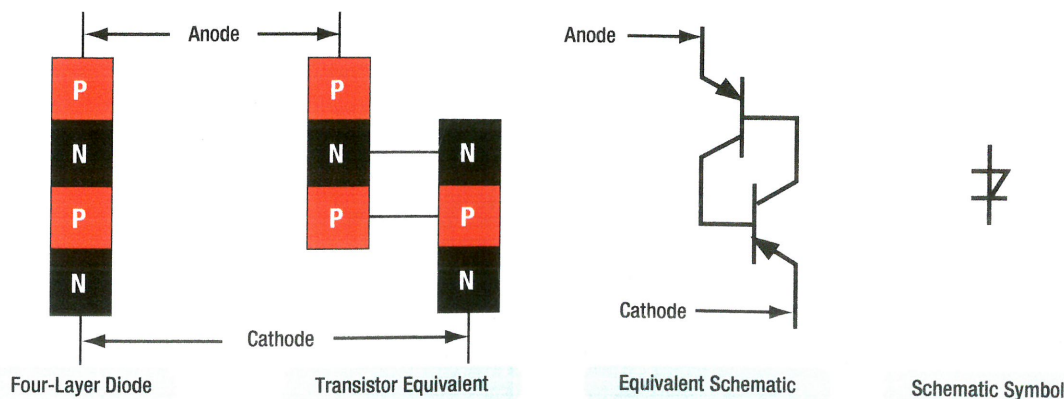 Anode
Anode
P
P
N
N
N
P
P
P
N
N
Cathode
Cathode
Four-Layer Diode
Transistor Equivalent
Equivalent Schematic
Schematic Symbol